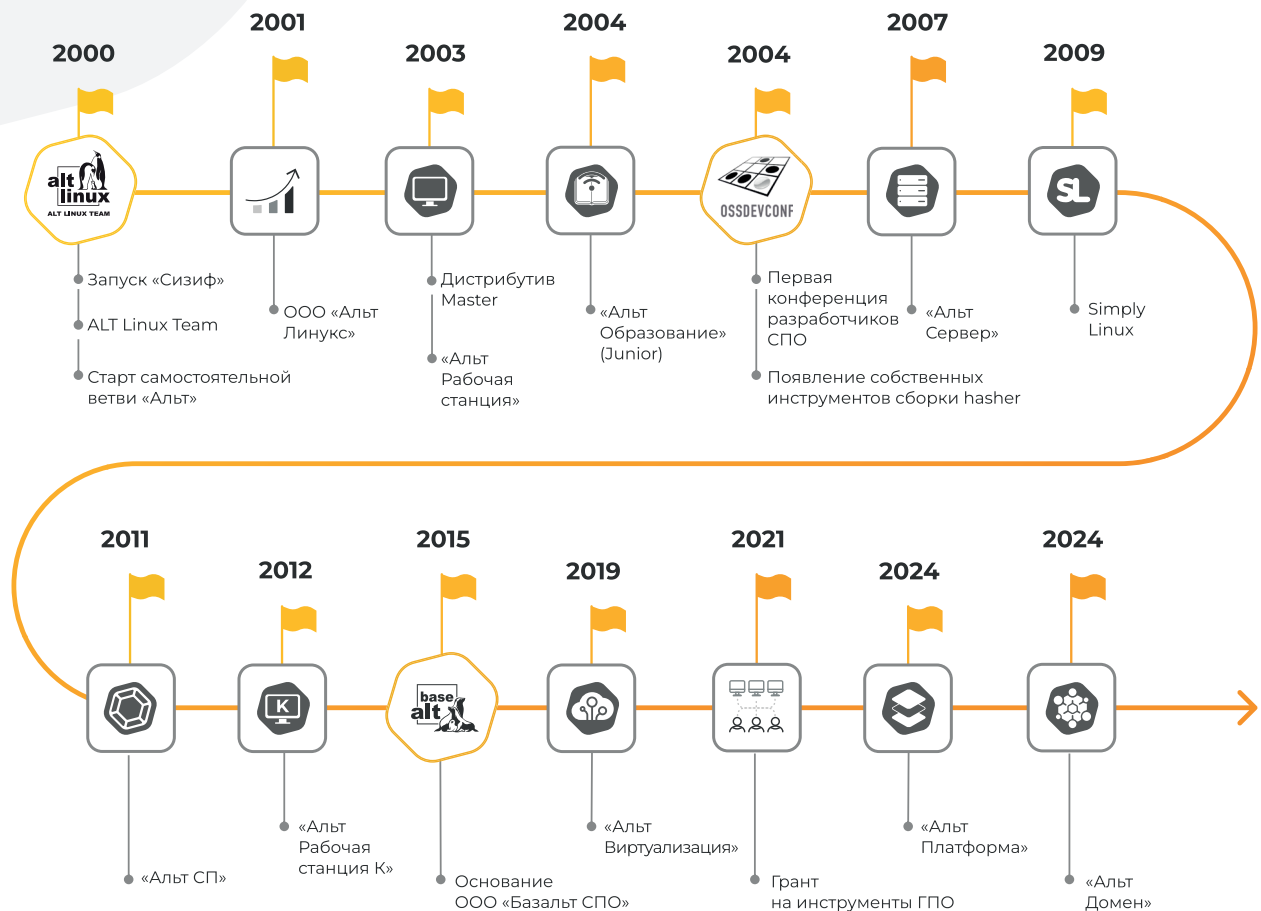 2000
alt
linux
ALT LINUX TEAM
Запуск «Сизиф»
ALT Linux Team
Старт самостоятельной
ветви «Альт»
2001
ООО «Альт
Линукс»
2003
Дистрибутив
Master
«Альт
Рабочая
станция»
2004
«Альт
Образование»
(Junior)
2004
OSSDEVCONF
Первая
конференция
разработчиков
СПО
Появление собственных
инструментов сборки hasher
2007
«Альт
Сервер»
2009
SL
Simply
Linux
2011
«Альт СП»
2012
K
«Альт
Рабочая
станция К»
2015
base
alt
Основание
ООО «Базальт СПО»
2019
«Альт
Виртуализация»
2021
Грант
на инструменты ГПО
2024
«Альт
Платформа»
2024
«Альт
Домен»